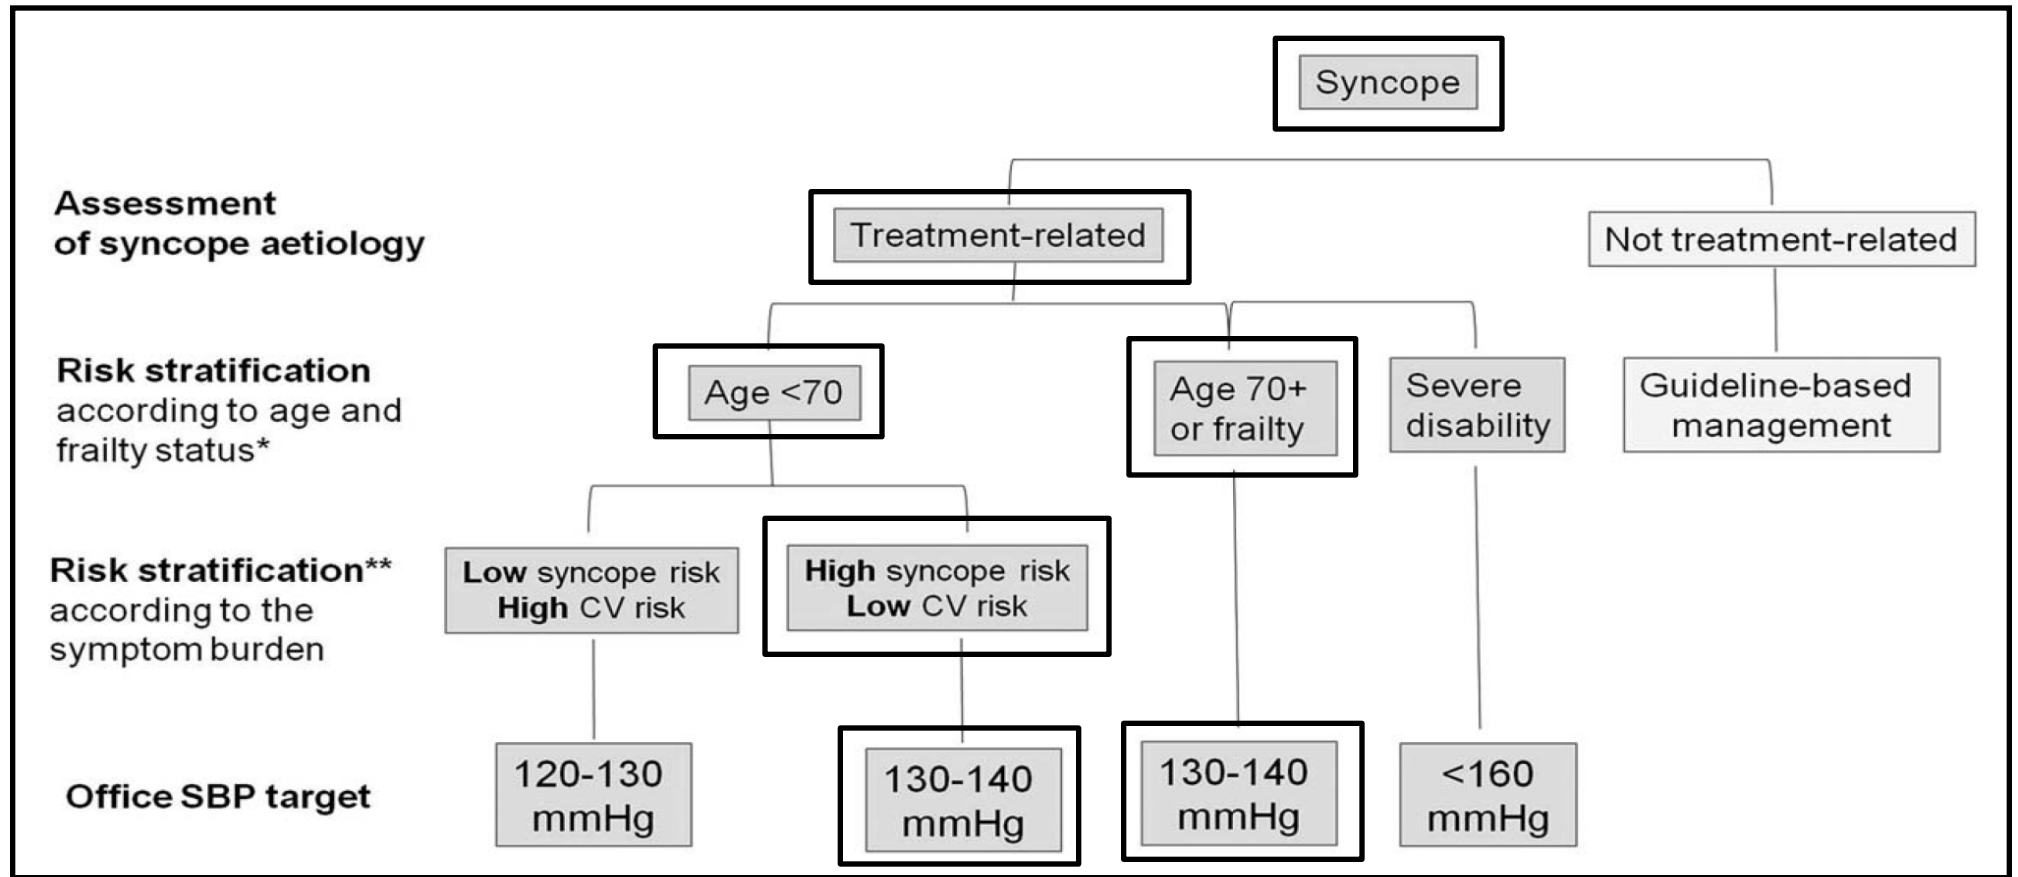 Syncope
Assessment
of syncope aetiology
Treatment-related
Not treatment-related
Risk stratification
according to age and
frailty status*
Age <70
Age 70+
or frailty
Severe
disability
Guideline-based
management
Risk stratification**
according to the
symptom burden
Low syncope risk
High CV risk
High syncope risk
Low CV risk
Office SBP target
120-130
mmHg
130-140
mmHg
130-140
mmHg
<160
mmHg